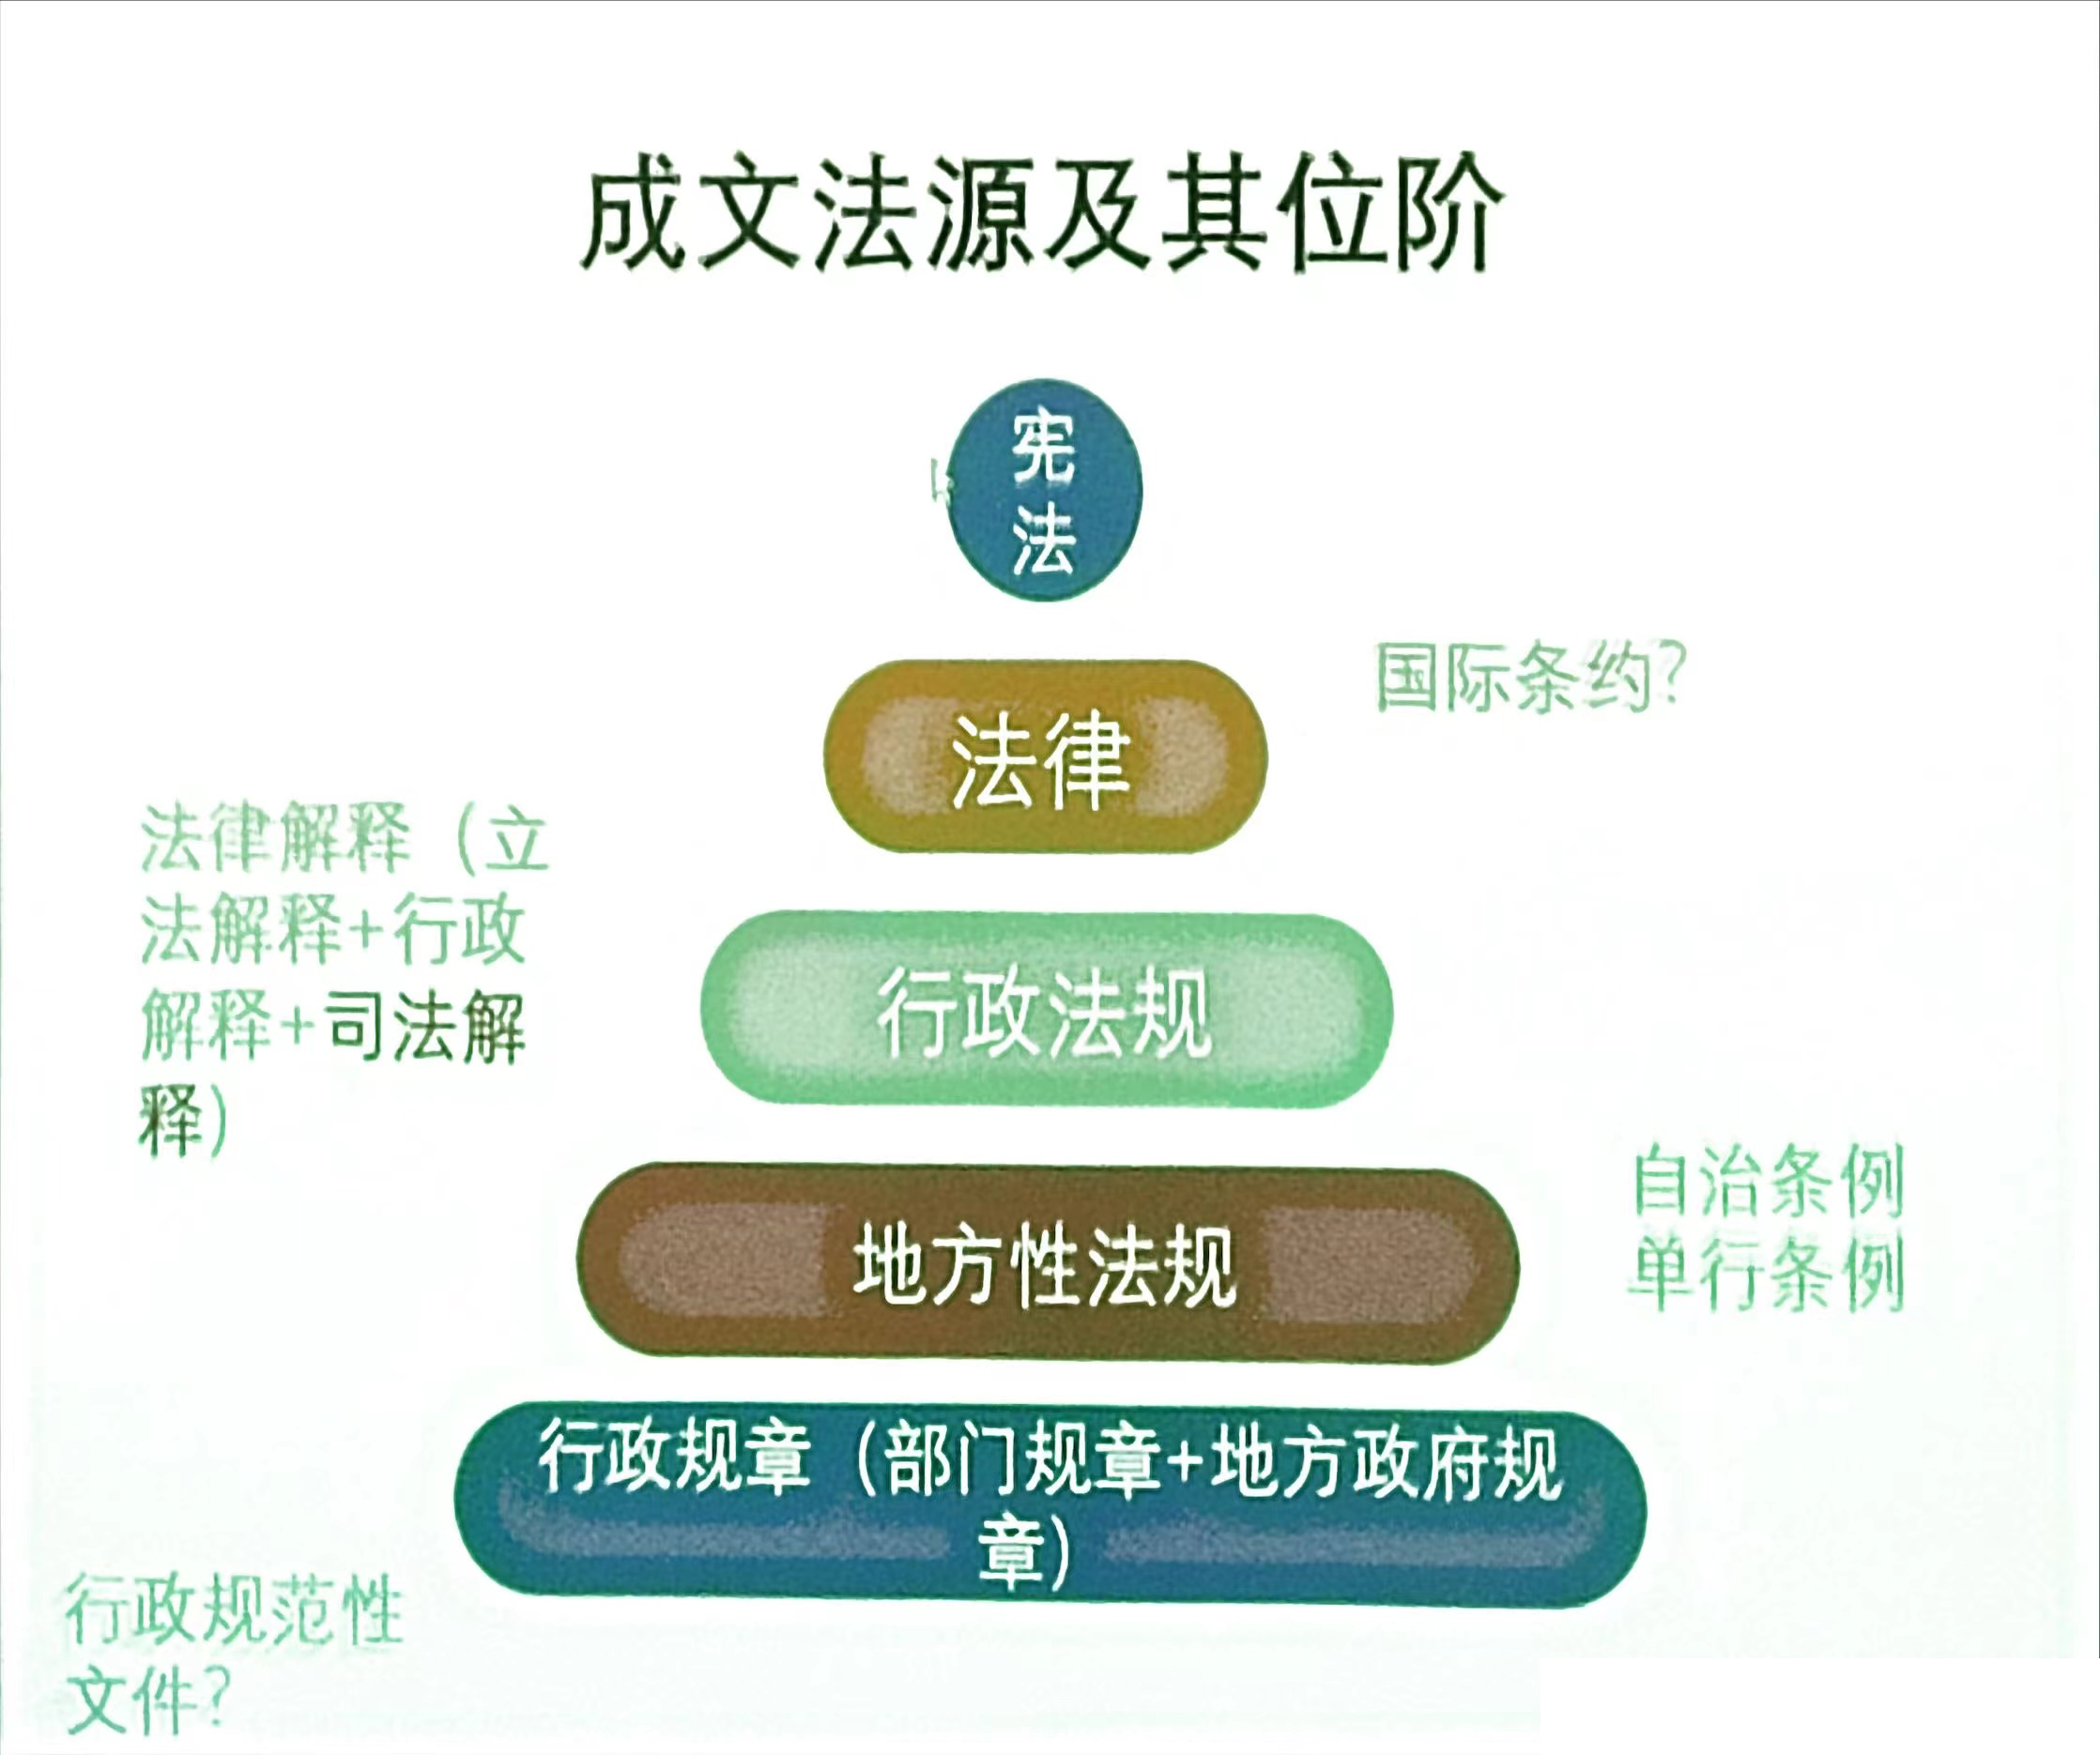 成文法源及其位阶
宪
法
国际条约?
法律
法律解释（立
法解释+行政
解释+司法解
释）
行政法规
自治条例
单行条例
地方性法规
行政规章（部门规章+地方政府规
章）
行政规范性
文件?